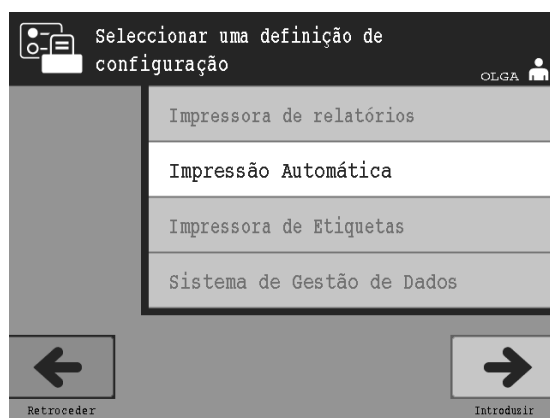 Seleccionar uma definição de
configuração
OLGA
Impressora de relatórios
Impressão Automática
Impressora de Etiquetas
Sistema de Gestão de Dados
Retroceder
Introduzir